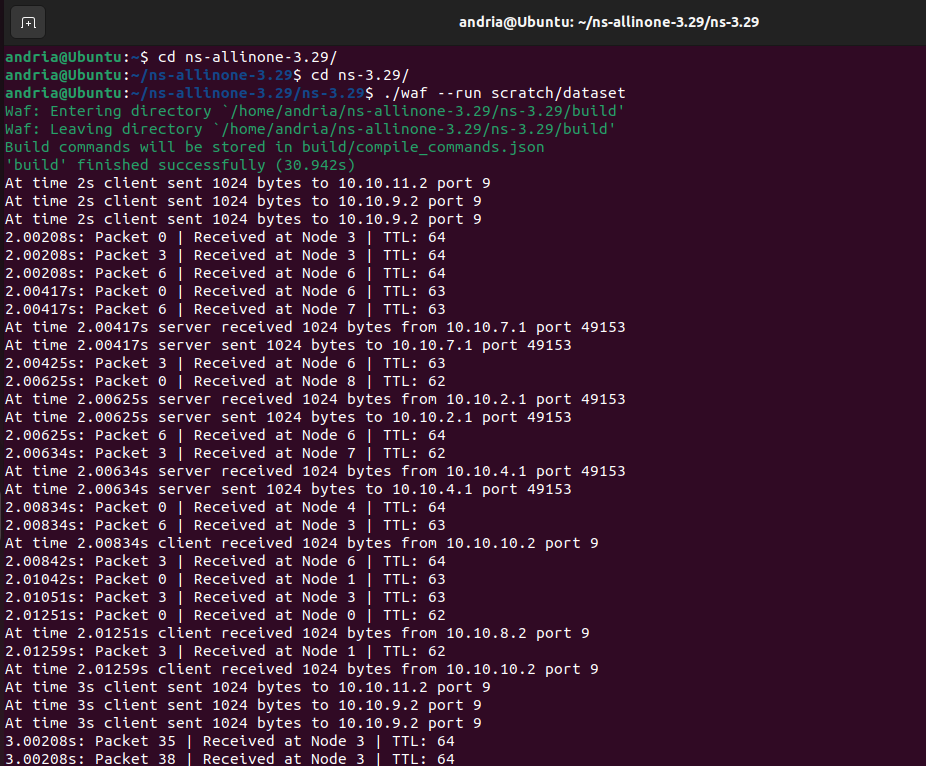 andria@Ubuntu: ~/ns-allinone-3.29/ns-3.29
andria@Ubuntu:~$ cd ns-allinone-3.29/
andria@Ubuntu:~/ns-allinone-3.29$ cd ns-3.29/
andria@Ubuntu:~/ns-allinone-3.29/ns-3.29$ ./waf --run scratch/dataset
Waf: Entering directory `/home/andria/ns-allinone-3.29/ns-3.29/build'
Waf: Leaving directory `/home/andria/ns-allinone-3.29/ns-3.29/build'
Build commands will be stored in build/compile_commands.json
'build' finished successfully (30.942s)
At time 2s client sent 1024 bytes to 10.10.11.2 port 9
At time 2s client sent 1024 bytes to 10.10.9.2 port 9
At time 2s client sent 1024 bytes to 10.10.9.2 port 9
2.00208s: Packet 0 | Received at Node 3 | TTL: 64
2.00208s: Packet 3 | Received at Node 3 | TTL: 64
2.00208s: Packet 6 | Received at Node 6 | TTL: 64
2.00417s: Packet 0 | Received at Node 6 | TTL: 63
2.00417s: Packet 6 | Received at Node 7 | TTL: 63
At time 2.00417s server received 1024 bytes from 10.10.7.1 port 49153
At time 2.00417s server sent 1024 bytes to 10.10.7.1 port 49153
2.00425s: Packet 3 | Received at Node 6 | TTL: 63
2.00625s: Packet 0 | Received at Node 8 | TTL: 62
At time 2.00625s server received 1024 bytes from 10.10.2.1 port 49153
At time 2.00625s server sent 1024 bytes to 10.10.2.1 port 49153
2.00625s: Packet 6 | Received at Node 6 | TTL: 64
2.00634s: Packet 3 | Received at Node 7 | TTL: 62
At time 2.00634s server received 1024 bytes from 10.10.4.1 port 49153
At time 2.00634s server sent 1024 bytes to 10.10.4.1 port 49153
2.00834s: Packet 0 | Received at Node 4 | TTL: 64
2.00834s: Packet 6 | Received at Node 3 | TTL: 63
At time 2.00834s client received 1024 bytes from 10.10.10.2 port 9
2.00842s: Packet 3 | Received at Node 6 | TTL: 64
2.01042s: Packet 0 | Received at Node 1 | TTL: 63
2.01051s: Packet 3 | Received at Node 3 | TTL: 63
2.01251s: Packet 0 | Received at Node 0 | TTL: 62
At time 2.01251s client received 1024 bytes from 10.10.8.2 port 9
2.01259s: Packet 3 | Received at Node 1 | TTL: 62
At time 2.01259s client received 1024 bytes from 10.10.10.2 port 9
At time 3s client sent 1024 bytes to 10.10.11.2 port 9
At time 3s client sent 1024 bytes to 10.10.9.2 port 9
At time 3s client sent 1024 bytes to 10.10.9.2 port 9
3.00208s: Packet 35 | Received at Node 3 | TTL: 64
3.00208s: Packet 38 | Received at Node 3 | TTL: 64